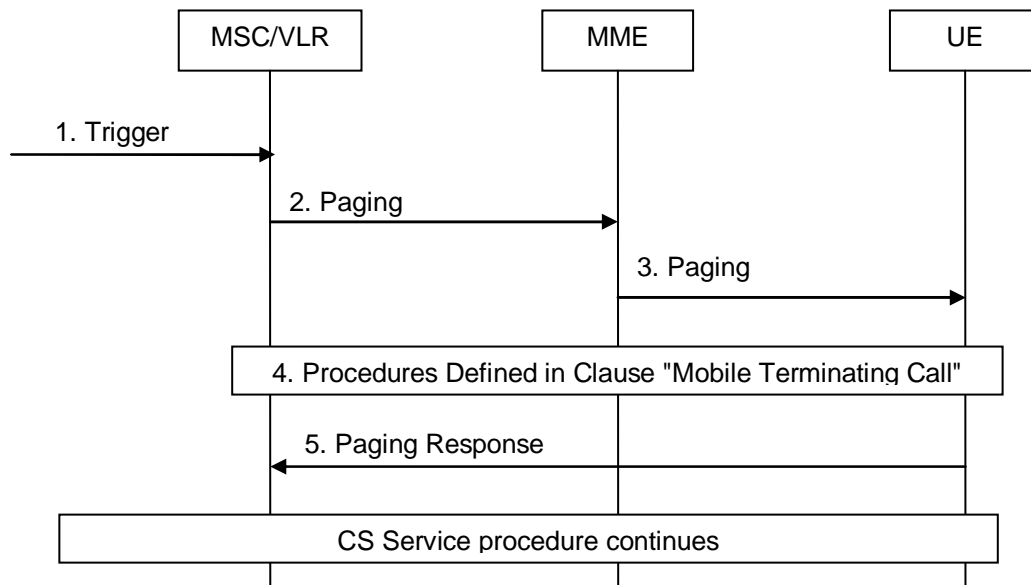 MSC/VLR
MME
UE
1. Trigger
2. Paging
3. Paging
4. Procedures Defined in Clause "Mobile Terminating Call"
5. Paging Response
CS Service procedure continues